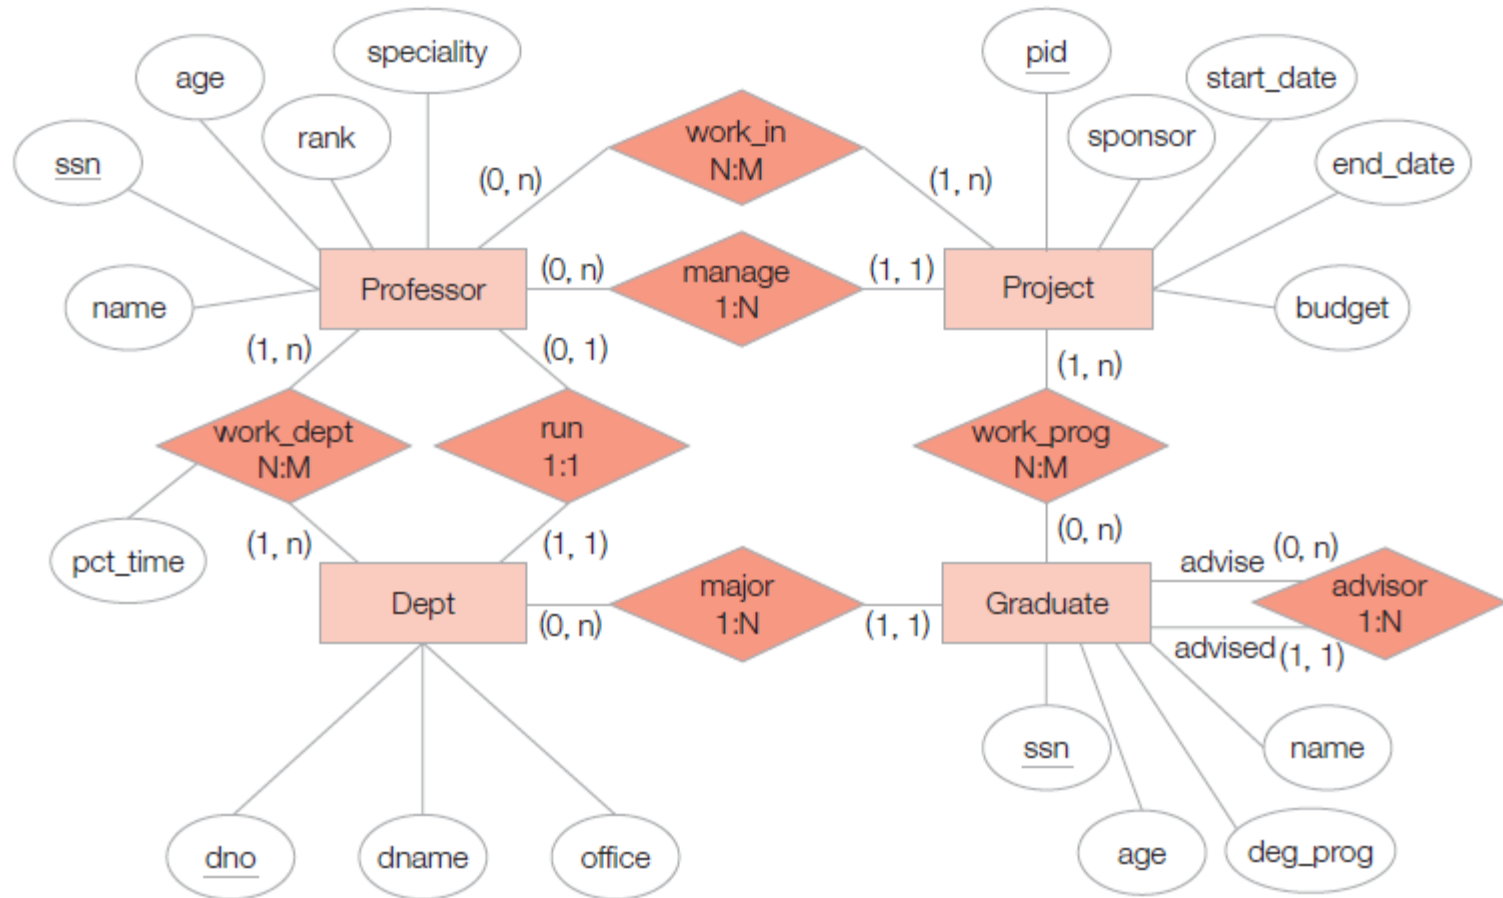 speciality
pid
age
start_date
rank
work_in
N:M
sponsor
ssn
end_date
(0, n)
(1, n)
name
Professor
(0, n)
manage
1:N
(1, 1)
Project
budget
(1, n)
(0, 1)
(1, n)
work_dept
N:M
run
1:1
work_prog
N:M
pct_time
(1, n)
(1, 1)
(0, n)
advise
(0, n)
Dept
(0, n)
major
1:N
(1, 1)
Graduate
advisor
1:N
advised
(1, 1)
ssn
name
dno
dname
office
age
deg_prog